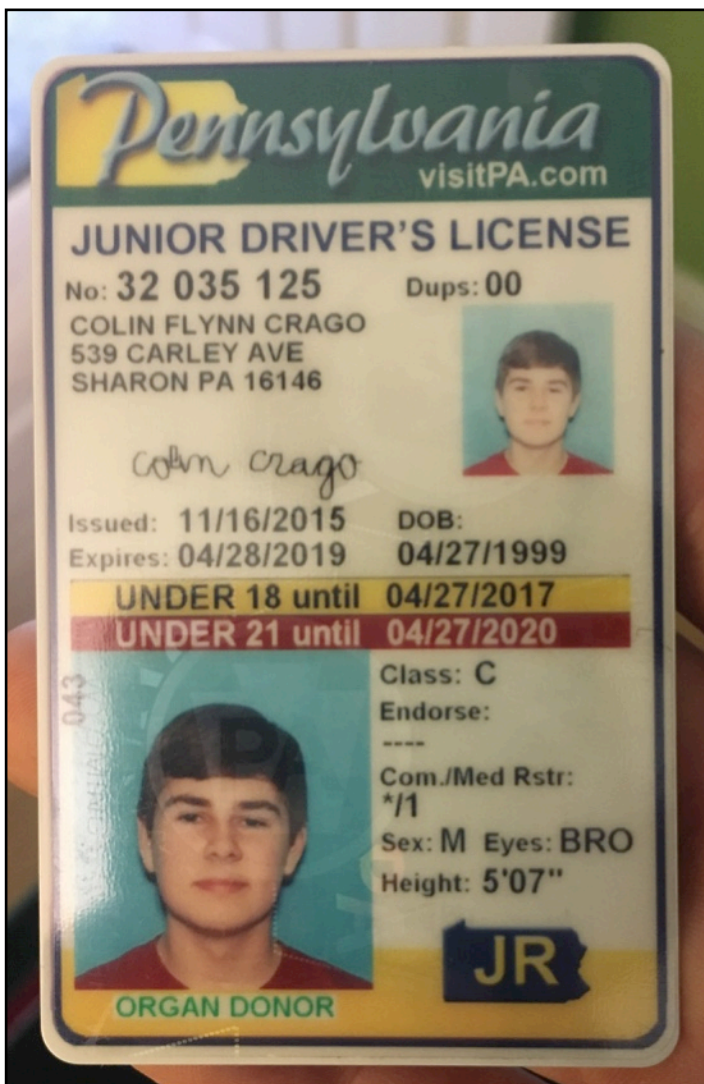 Pennsylvania
visitPA.com
JUNIOR DRIVER'S LICENSE
No: 32 035 125 Dups: 00
COLIN FLYNN CRAGO
539 CARLEY AVE
SHARON PA 16146
Colin Crago
Issued: 11/16/2015 DOB:
Expires: 04/28/2019 04/27/1999
UNDER 18 until 04/27/2017
UNDER 21 until 04/27/2020
043
Class: C
Endorse:
----
Com./Med Rstr:
*/1
Sex: M Eyes: BRO
Height: 5'07"
JR
ORGAN DONOR